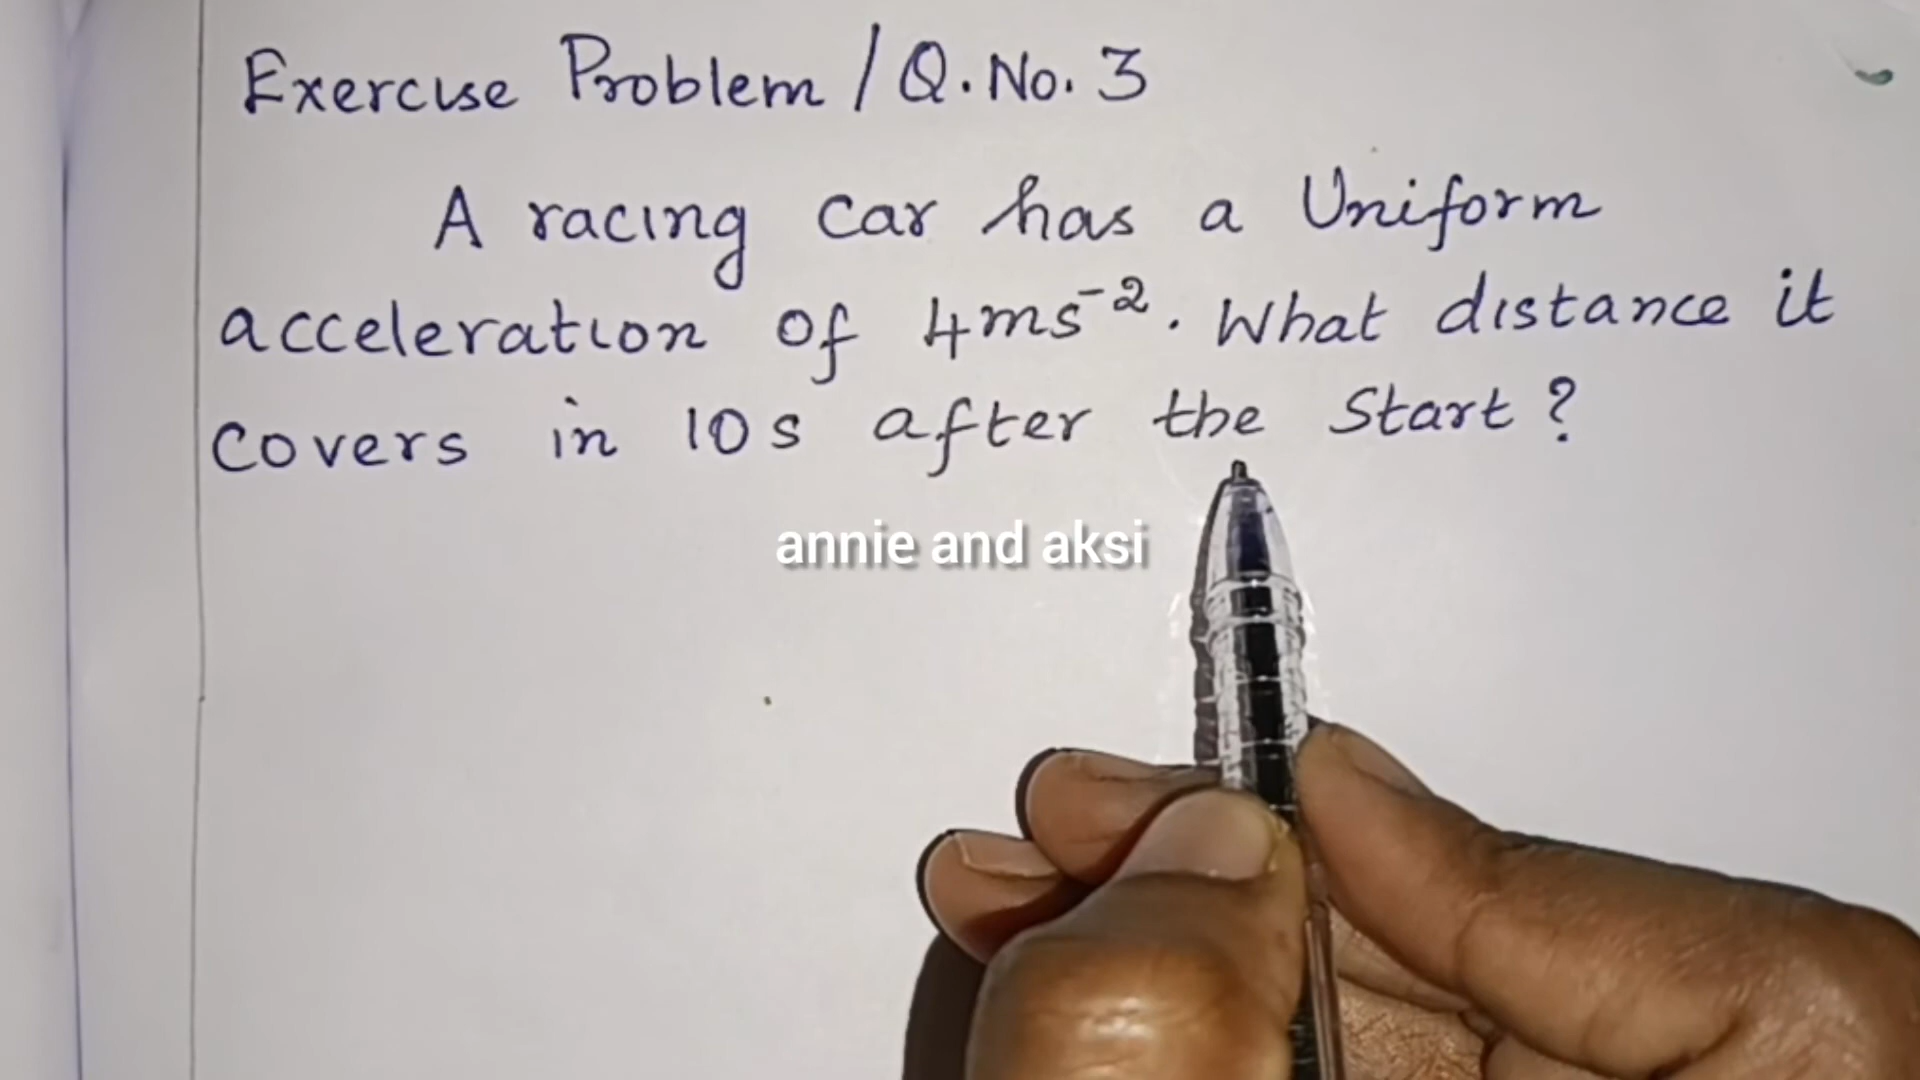 Exercise Problem / Q. No. 3
A racing car has a Uniform
acceleration of 4ms⁻². What distance it
covers in 10s after the Start?
annie and aksi